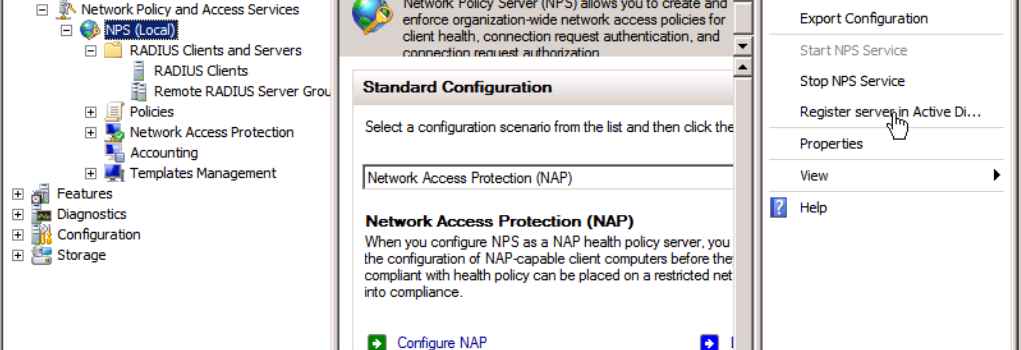 Network Policy and Access Services
NPS (Local)
RADIUS Clients and Servers
RADIUS Clients
Remote RADIUS Server Grou
Policies
Network Access Protection
Accounting
Templates Management
Features
Diagnostics
Configuration
Storage
Network Policy Server (NPS) allows you to create and
enforce organization-wide network access policies for
client health, connection request authentication, and
connection request authorization
Standard Configuration
Select a configuration scenario from the list and then click the
Network Access Protection (NAP)
Network Access Protection (NAP)
When you configure NPS as a NAP health policy server, you
the configuration of NAP-capable client computers before the
compliant with health policy can be placed on a restricted net
into compliance.
Configure NAP
Export Configuration
Start NPS Service
Stop NPS Service
Register server in Active Di...
Properties
View
Help